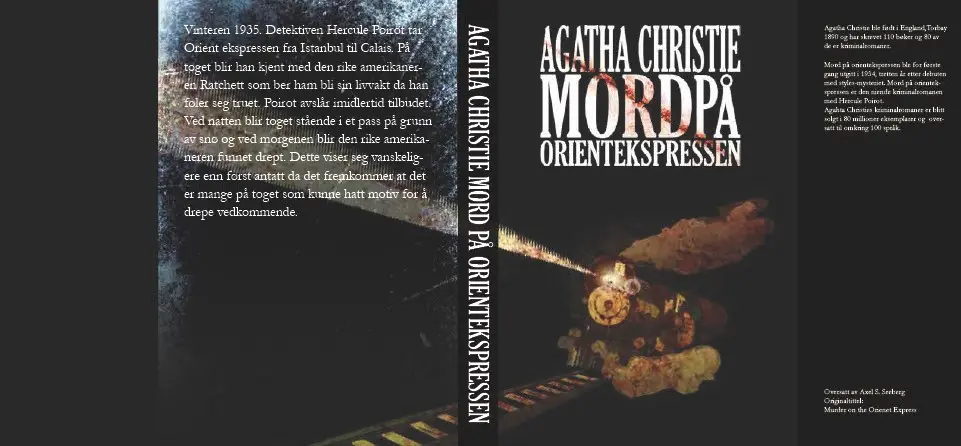 Vinteren 1935. Detektiven Hercule Poirot tar
Orient ekspressen fra Istanbul til Calais. På
toget blir han kjent med den rike amerikaner-
en Ratchett som ber ham bli sin livvakt da han
føler seg truet. Poirot avslår imidlertid tilbudet.
Ved natten blir toget stående i et pass på grunn
av snø og ved morgenen blir den rike amerika-
neren funnet drept. Dette viser seg vanskelig-
ere enn først antatt da det fremkommer at det
er mange på toget som kunne hatt motiv for å
drepe vedkommende.
AGATHA CHRISTIE MORD PÅ ORIENTEKSPRESSEN
AGATHA CHRISTIE
MORD PÅ
ORIENTEKSPRESSEN
Agatha Christie ble født i England,Torbay
1890 og har skrevet 110 bøker og 80 av
de er kriminalromaner.
Mord på orientekspressen ble for første
gang utgitt i 1934, tretten år etter debuten
med styles-mysteriet. Mord på orientek-
spressen er den niende kriminalromanen
med Hercule Poirot.
Agahta Christies kriminalromaner er blitt
solgt i 80 millioner eksemplarer og over-
satt til omkring 100 språk.
Oversatt av Axel S. Seeberg
Originaltittel:
Murder on the Orienet Express